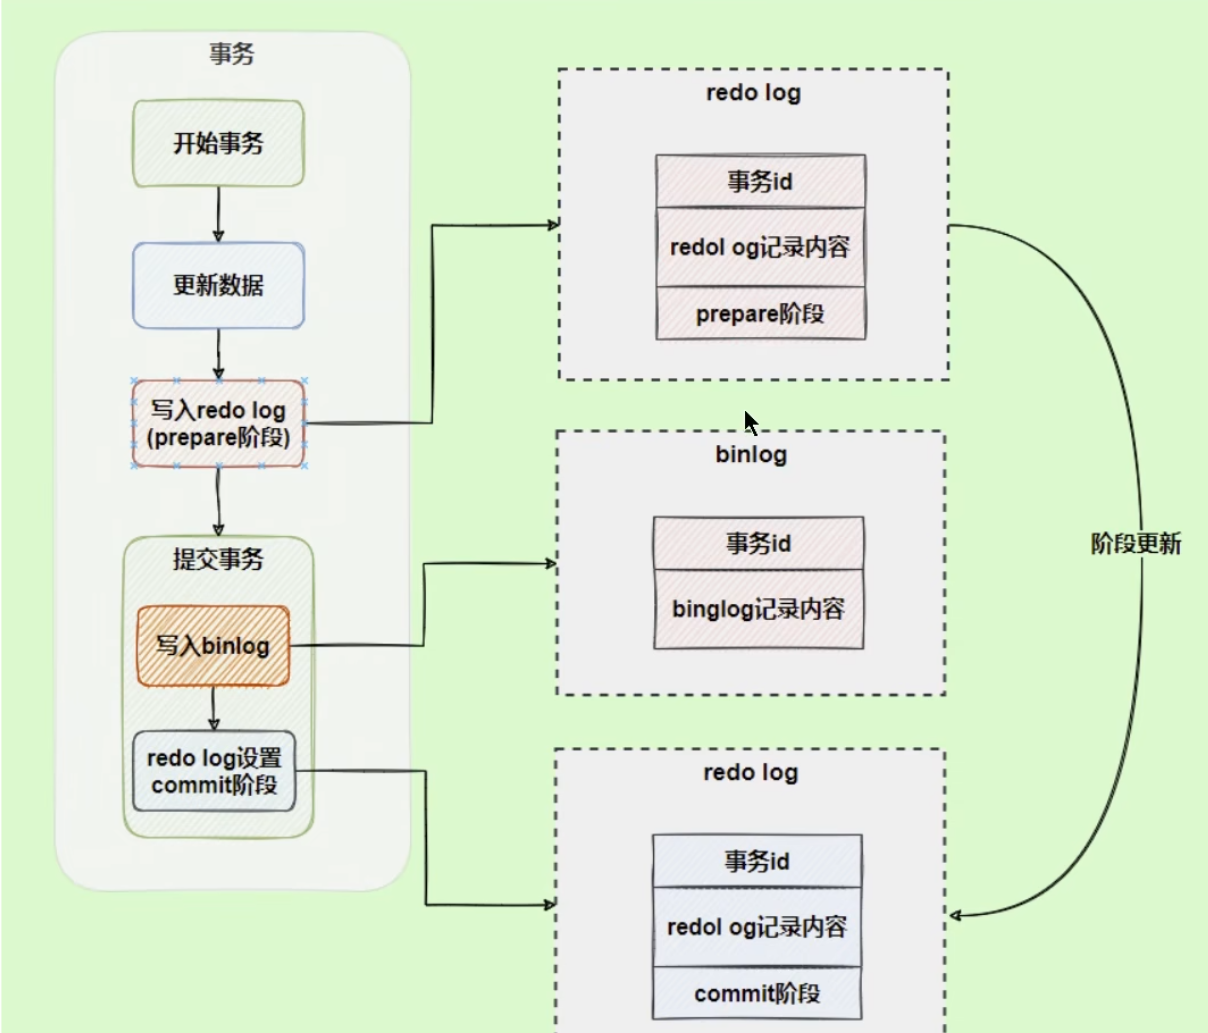 事务
开始事务
更新数据
写入redo log
(prepare阶段)
提交事务
写入binlog
redo log设置
commit阶段
redo log
事务id
redol og记录内容
prepare阶段
binlog
事务id
binglog记录内容
redo log
事务id
redol og记录内容
commit阶段
阶段更新